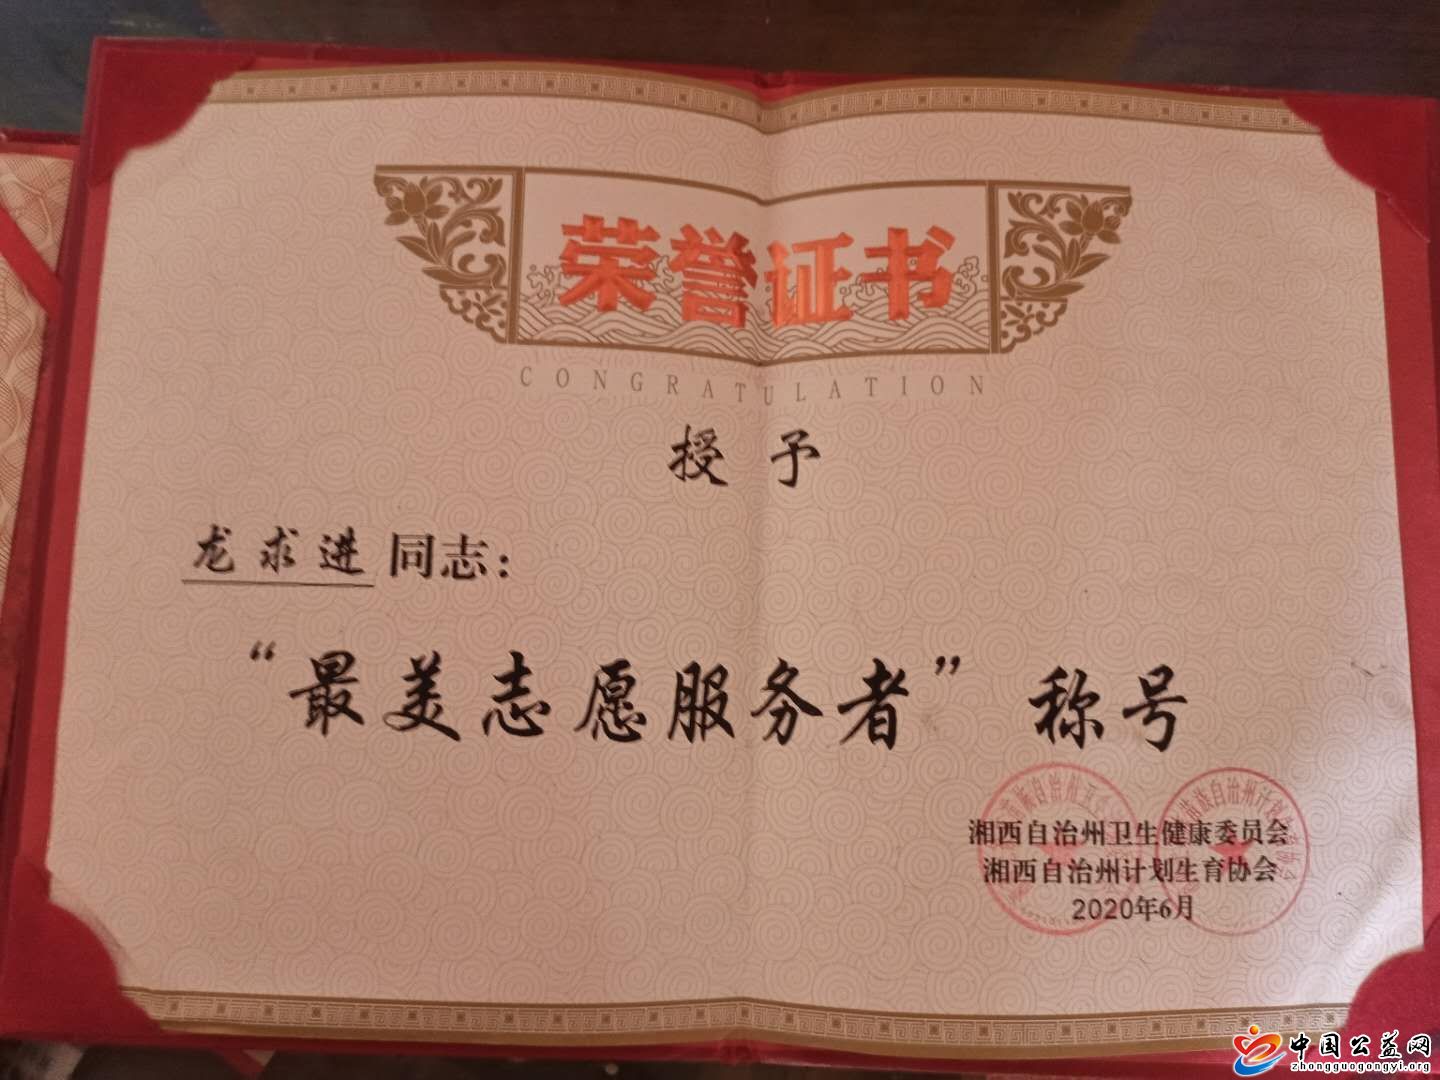 荣誉证书
CONGRATULATION
授予
龙求进同志：
“最美志愿服务者”称号
湘西自治州卫生健康委员会
湘西自治州计划生育协会
2020年6月
中国公益网
zhongguogongyi.org